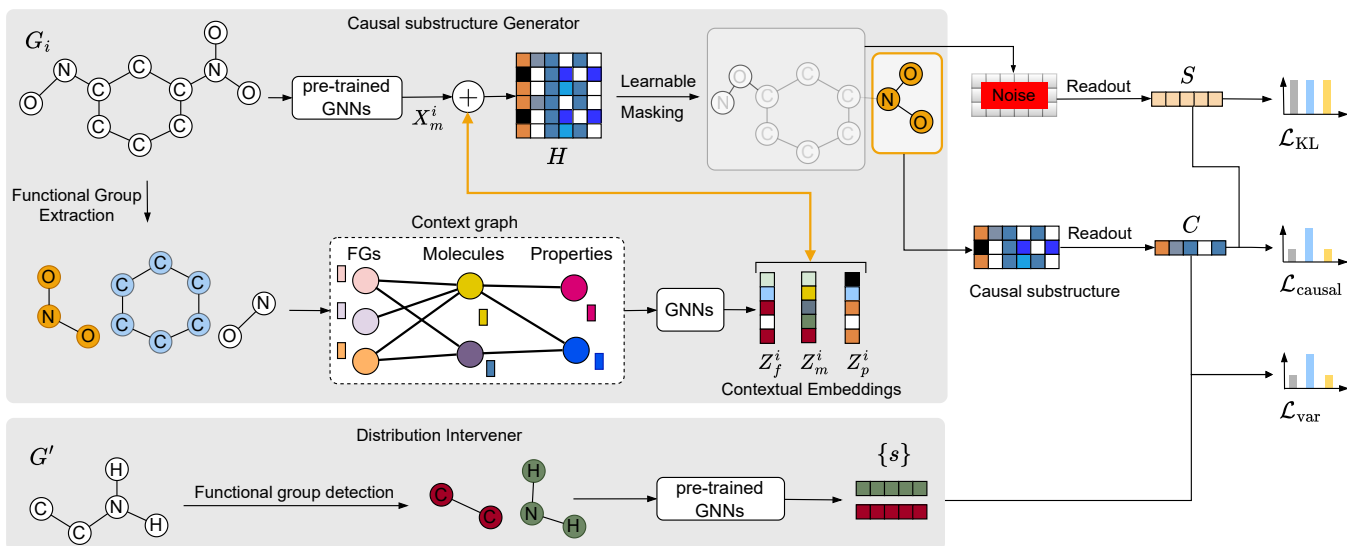 Causal substructure Generator
G_i
O
N
C
C
C
C
C
C
N
O
O
pre-trained
GNNs
X_m^i
+
H
Learnable
Masking
N
O
C
C
C
C
C
C
N
O
O
Noise
Readout
S
L_KL
Functional Group
Extraction
O
N
O
C
C
C
C
C
C
O
N
Context graph
FGs
Molecules
Properties
GNNs
Z_f^i
Z_m^i
Z_p^i
Contextual Embeddings
Causal substructure
Readout
C
L_causal
L_var
Distribution Intervener
G'
C
C
N
H
H
Functional group detection
C
C
H
N
H
pre-trained
GNNs
{s}